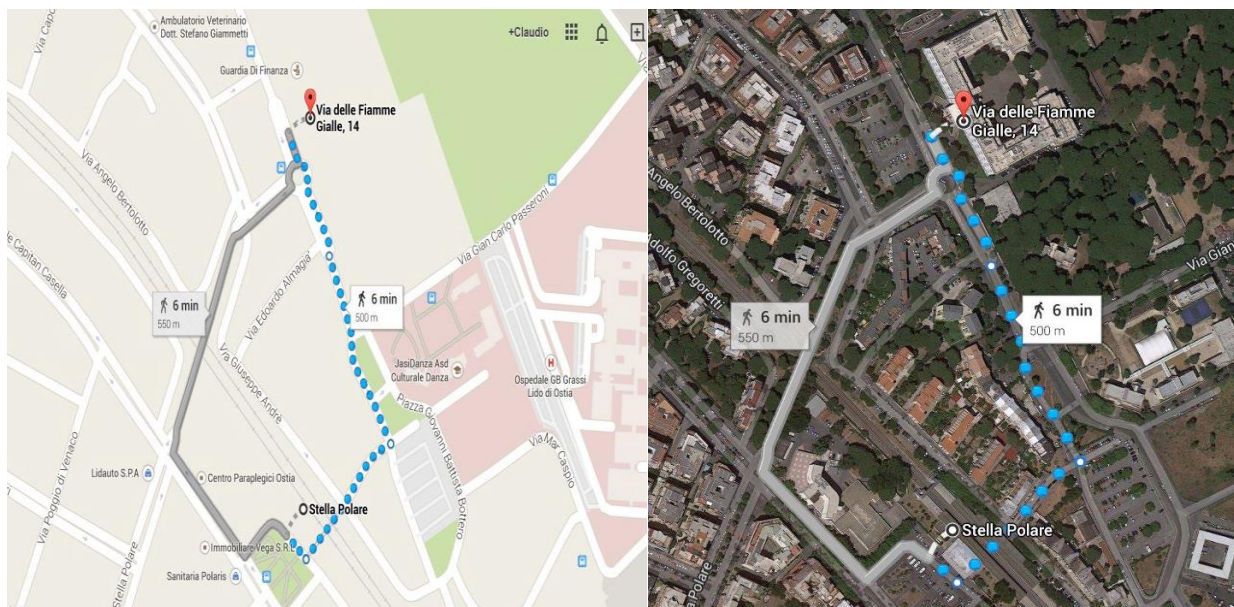 Via Capo
Ambulatorio Veterinario
Dott. Stefano Giammetti
+Claudio
Guardia Di Finanza
Via delle Fiamme
Gialle, 14
Via Angelo Bertolotto
Via Gian Carlo Passeroni
Capitan Casella
Via Edoardo Almagià
6 min
550 m
6 min
500 m
Via Giuseppe Andrè
JasiDanza Asd
Culturale Danza
Ospedale GB Grassi
Lido di Ostia
Piazza Giovanni Battista Bottero
Via Mar Caspio
Via Poggio di Venaco
Lidauto S.P.A
Centro Paraplegici Ostia
Stella Polare
Immobiliare Vega S.R.L
Sanitaria Polaris
Stella Polare
Via delle Fiamme
Gialle, 14
Angelo Bertolotto
Adolfo Gregoretti
Via Gian
6 min
550 m
6 min
500 m
Stella Polare
Polare